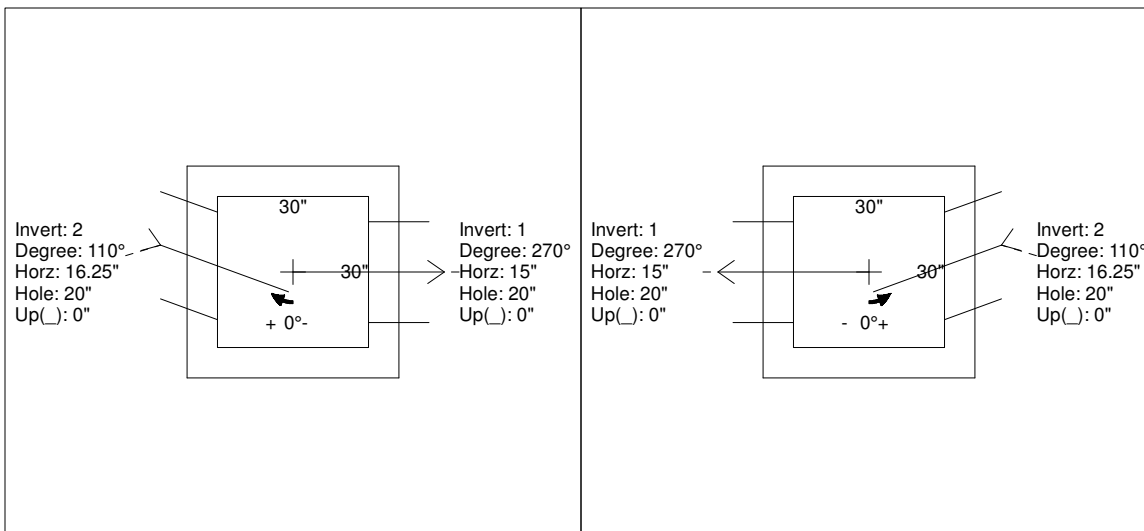 30"
Invert: 2
Degree: 110°
Horz: 16.25"
Hole: 20"
Up(_): 0"
30"
+ 0°-
Invert: 1
Degree: 270°
Horz: 15"
Hole: 20"
Up(_): 0"
30"
Invert: 1
Degree: 270°
Horz: 15"
Hole: 20"
Up(_): 0"
30"
- 0°+
Invert: 2
Degree: 110°
Horz: 16.25"
Hole: 20"
Up(_): 0"